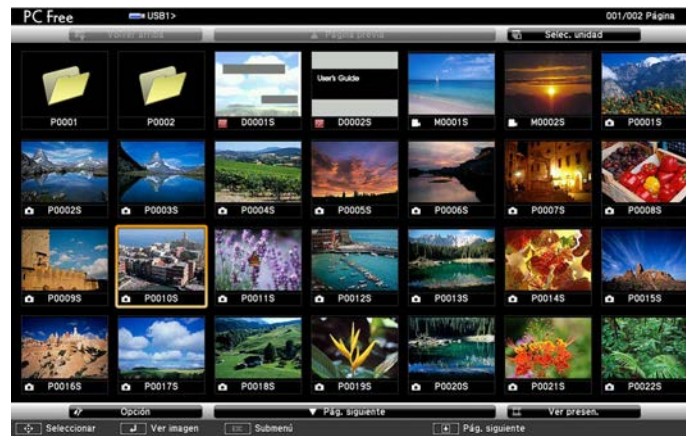 PC Free USB1> 001/002 Página
Volver arriba Página previa Selec. unidad
User's Guide
P0001 P0002 D0001S D0002S M0001S M0002S P0001S
P0002S P0003S P0004S P0005S P0006S P0007S P0008S
P0009S P0010S P0011S P0012S P0013S P0014S P0015S
P0016S P0017S P0018S P0019S P0020S P0021S P0022S
Opción Pág. siguiente Ver presen.
Seleccionar Ver imagen ESC Submenú Pág. siguiente